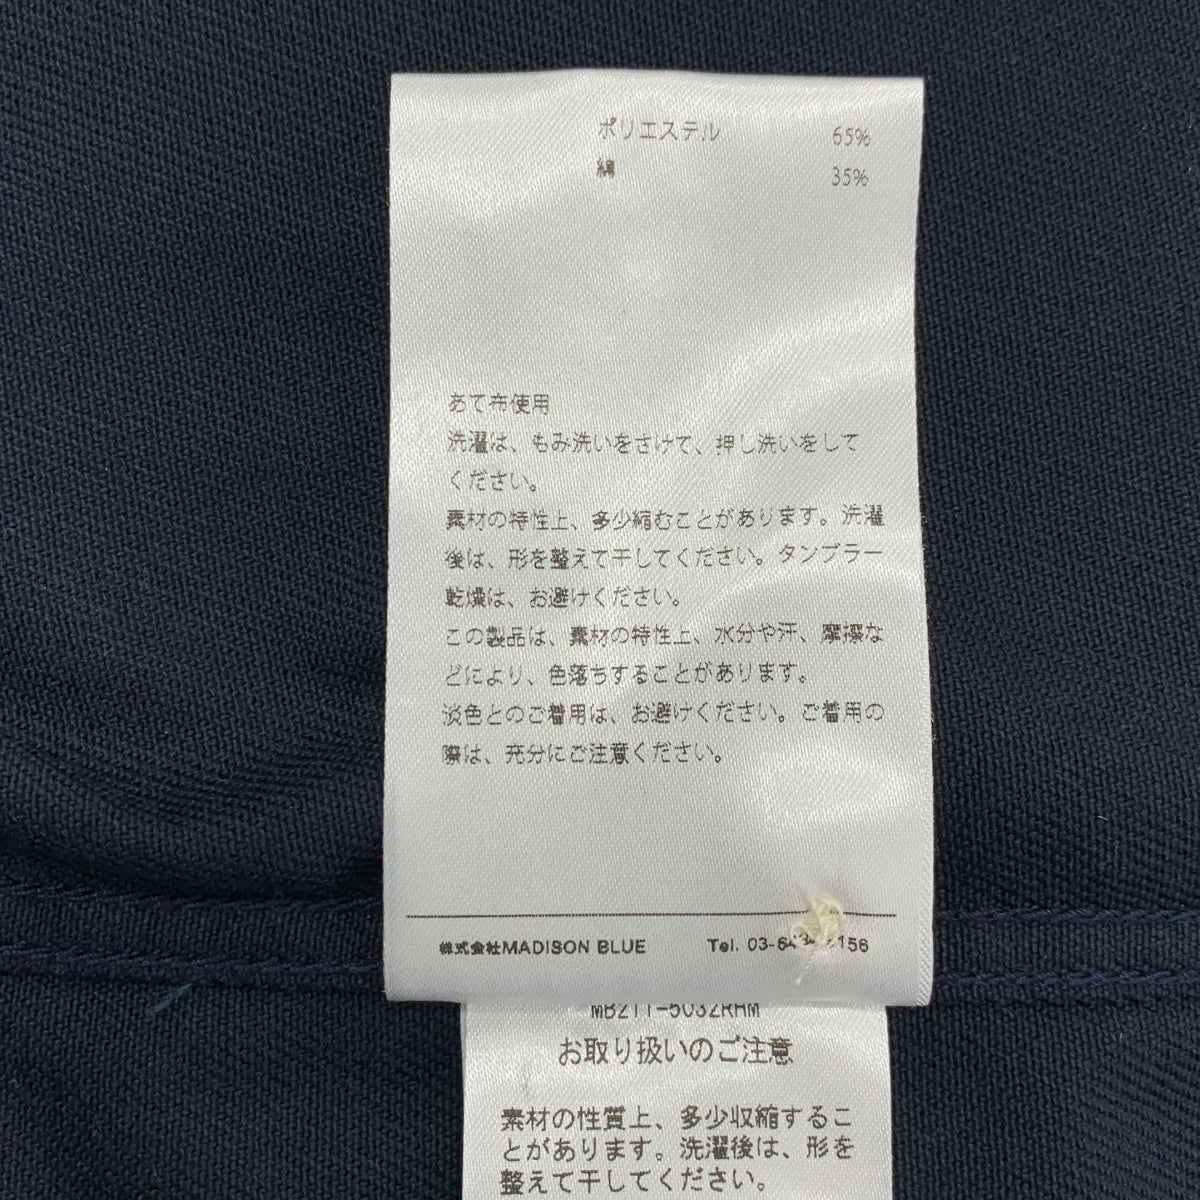 ポリエステル 65%
綿 35%
あて布使用
洗濯は、もみ洗いをさけて、押し洗いをして
ください。
素材の特性上、多少縮むことがあります。洗濯
後は、形を整えて干してください。タンブラー
乾燥は、お避けください。
この製品は、素材の特性上、水分や汗、摩擦な
どにより、色落ちすることがあります。
淡色とのご着用は、お避けください。ご着用の
際は、充分にご注意ください。
株式会社MADISON BLUE Tel.
MB211-5032RHM
お取り扱いのご注意
素材の性質上、多少収縮するこ
とがあります。洗濯後は、形を
整えて干してください。